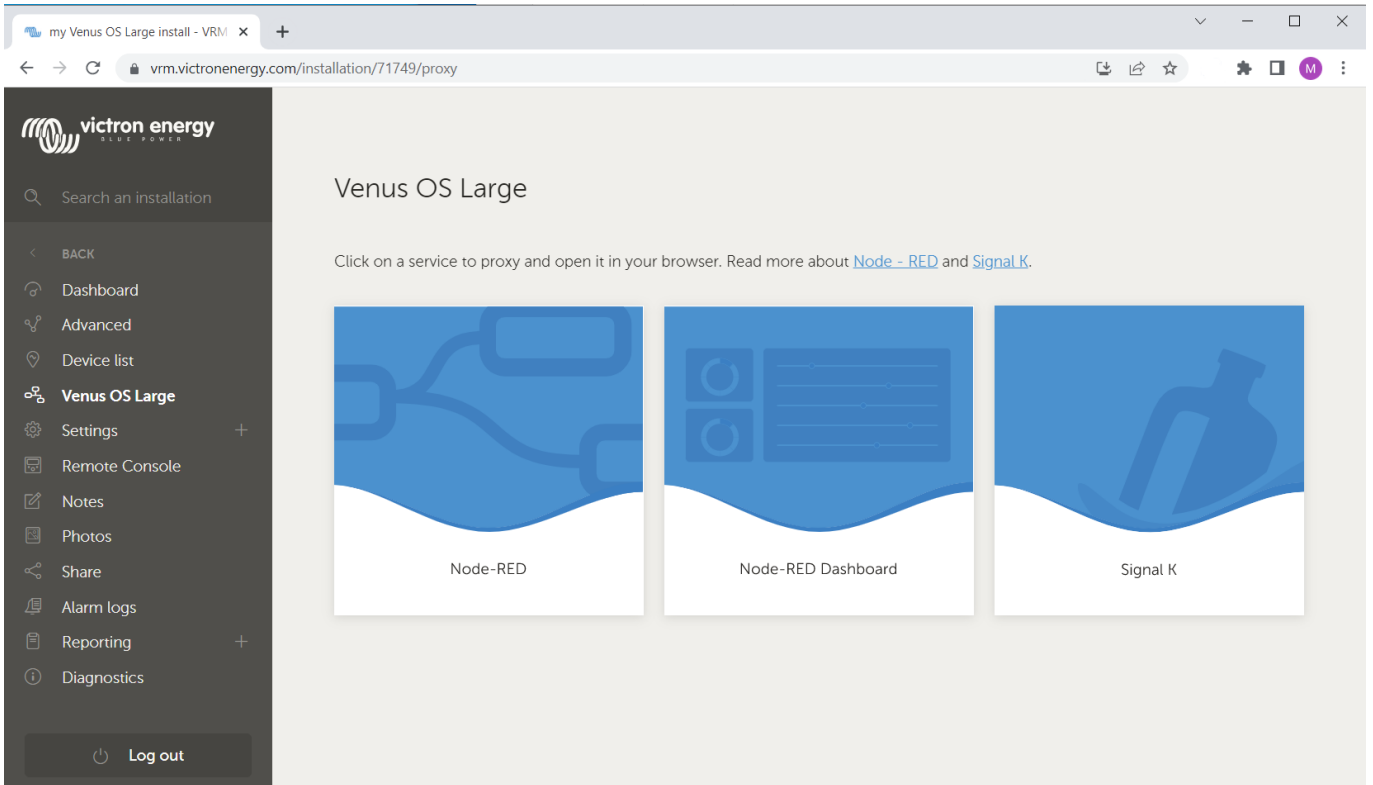 my Venus OS Large install - VRM
vrm.victronenergy.com/installation/71749/proxy
M
victron energy
BLUE POWER
Search an installation
BACK
Dashboard
Advanced
Device list
Venus OS Large
Settings
Remote Console
Notes
Photos
Share
Alarm logs
Reporting
Diagnostics
Log out
Venus OS Large
Click on a service to proxy and open it in your browser. Read more about Node - RED and Signal K.
Node-RED
Node-RED Dashboard
Signal K